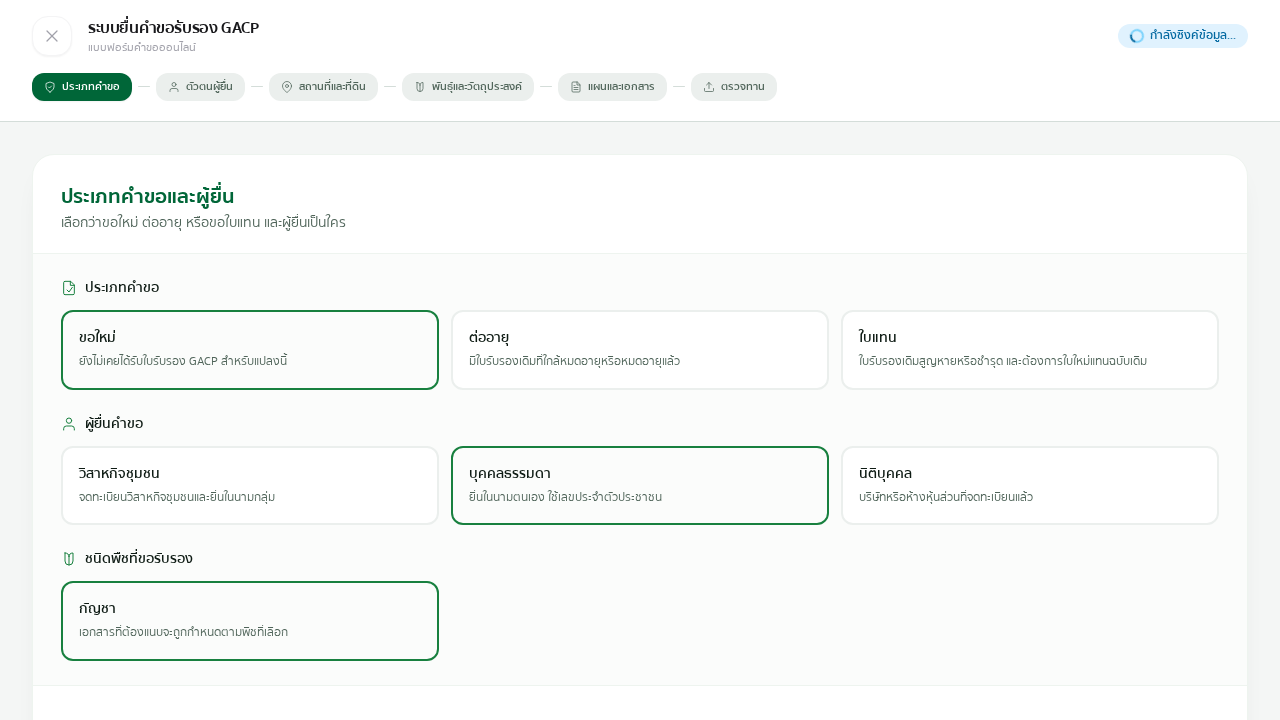 ระบบยื่นคำขอรับรอง GACP
แบบฟอร์มคำขอออนไลน์
กำลังซิงค์ข้อมูล...
ประเภทคำขอ
ตัวตนผู้ยื่น
สถานที่และที่ดิน
พันธุ์และวัตถุประสงค์
แผนและเอกสาร
ตรวจทาน
ประเภทคำขอและผู้ยื่น
เลือกว่าขอใหม่ ต่ออายุ หรือขอใบแทน และผู้ยื่นเป็นใคร
ประเภทคำขอ
ขอใหม่
ยังไม่เคยได้รับใบรับรอง GACP สำหรับแปลงนี้
ต่ออายุ
มีใบรับรองเดิมที่ใกล้หมดอายุหรือหมดอายุแล้ว
ใบแทน
ใบรับรองเดิมสูญหายหรือชำรุด และต้องการใบใหม่แทนฉบับเดิม
ผู้ยื่นคำขอ
วิสาหกิจชุมชน
จดทะเบียนวิสาหกิจชุมชนและยื่นในนามกลุ่ม
บุคคลธรรมดา
ยื่นในนามตนเอง ใช้เลขประจำตัวประชาชน
นิติบุคคล
บริษัทหรือห้างหุ้นส่วนที่จดทะเบียนแล้ว
ชนิดพืชที่ขอรับรอง
กัญชา
เอกสารที่ต้องแนบจะถูกกำหนดตามพืชที่เลือก